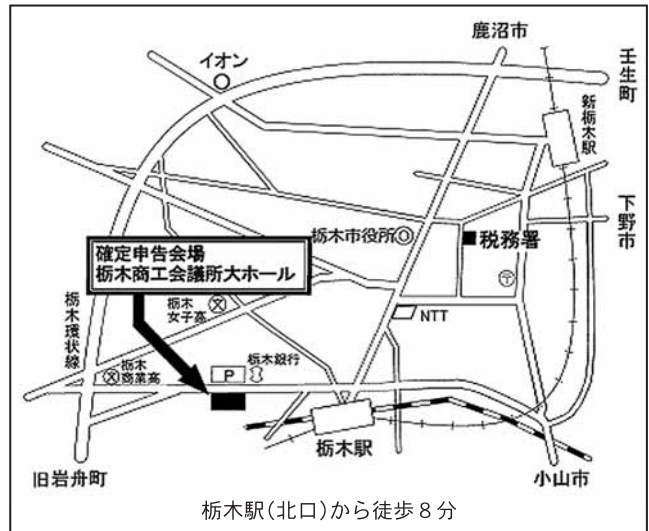 鹿沼市
イオン
壬生町
新栃木駅
下野市
栃木市役所
税務署
確定申告会場
栃木商工会議所大ホール
栃木環状線
栃木
女子高
NTT
栃木
商業高
P
栃木銀行
栃木駅
旧岩舟町
小山市
栃木駅(北口)から徒歩8分